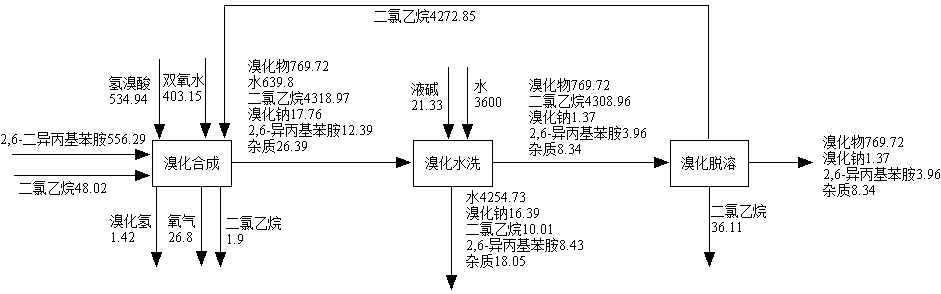 二氯乙烷4272.85
氢溴酸
534.94
双氧水
403.15
溴化物769.72
水639.8
二氯乙烷4318.97
溴化钠17.76
2,6-异丙基苯胺12.39
杂质26.39
液碱
21.33
水
3600
溴化物769.72
二氯乙烷4308.96
溴化钠1.37
2,6-异丙基苯胺3.96
杂质8.34
2,6-二异丙基苯胺556.29
二氯乙烷48.02
溴化合成
溴化水洗
溴化脱溶
溴化物769.72
溴化钠1.37
2,6-异丙基苯胺3.96
杂质8.34
溴化氢
1.42
氧气
26.8
二氯乙烷
1.9
水4254.73
溴化钠16.39
二氯乙烷10.01
2,6-异丙基苯胺8.43
杂质18.05
二氯乙烷
36.11